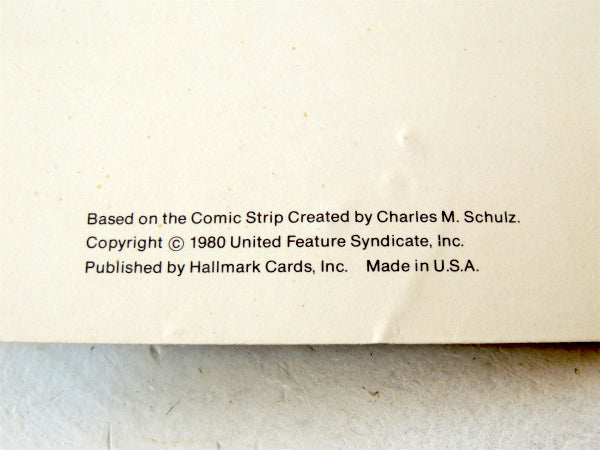 Based on the Comic Strip Created by Charles M. Schulz.
Copyright © 1980 United Feature Syndicate, Inc.
Published by Hallmark Cards, Inc. Made in U.S.A.